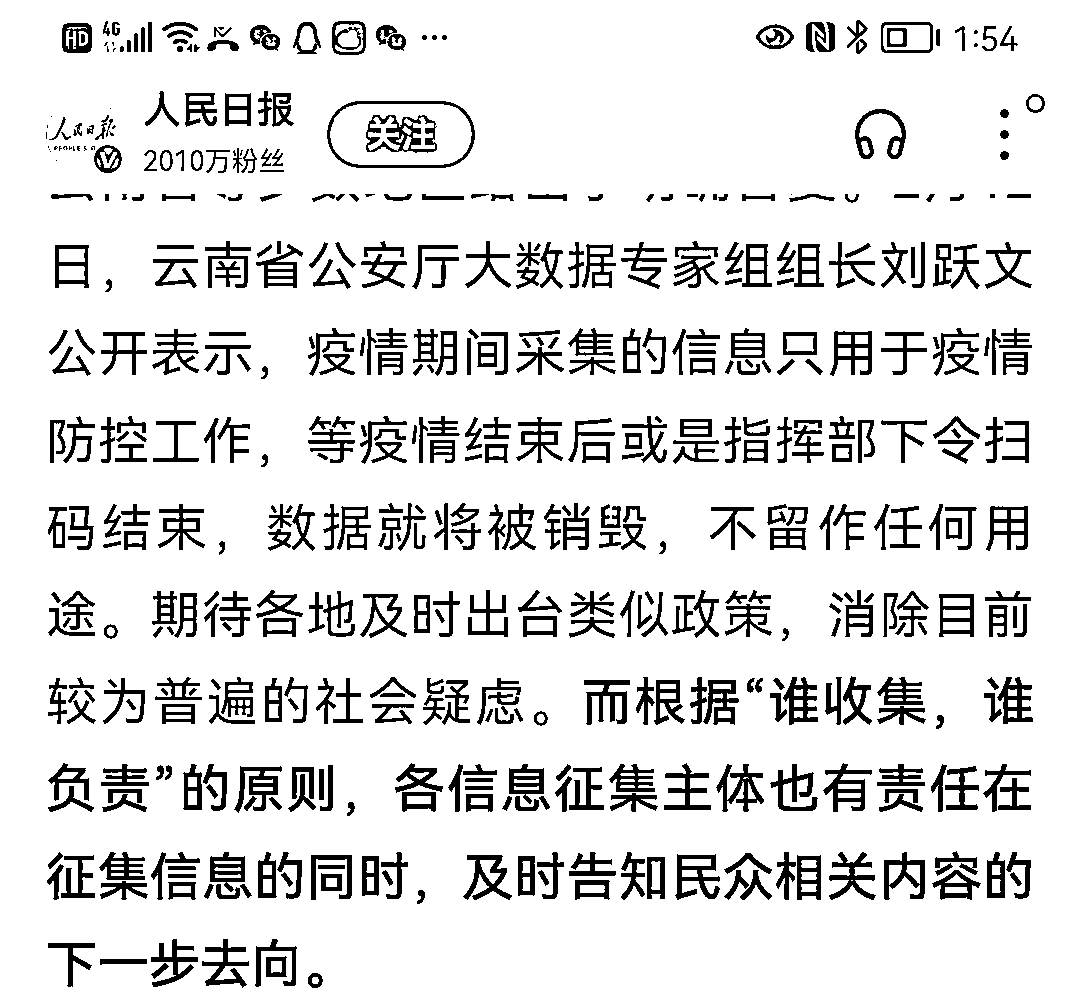 HD 4G 1:54
人民日报
2010万粉丝
关注
日，云南省公安厅大数据专家组组长刘跃文
公开表示，疫情期间采集的信息只用于疫情
防控工作，等疫情结束后或是指挥部下令扫
码结束，数据就将被销毁，不留作任何用
途。期待各地及时出台类似政策，消除目前
较为普遍的社会疑虑。而根据“谁收集，谁
负责”的原则，各信息征集主体也有责任在
征集信息的同时，及时告知民众相关内容的
下一步去向。